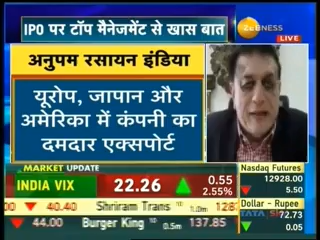 IPO पर टॉप मैनेजमेंट से खास बात
ZEEBUSINESS
LIVE
अनुपम रसायन इंडिया
यूरोप, जापान और
अमेरिका में कंपनी का
दमदार एक्सपोर्ट
MARKET UPDATE
INDIA VIX 22.26 0.55 2.55%
Nasdaq Futures
12928.00
5.50
Dollar - Rupee
72.73
0.05
40.40 Shriram Trans
44.00 Burger King 137.85